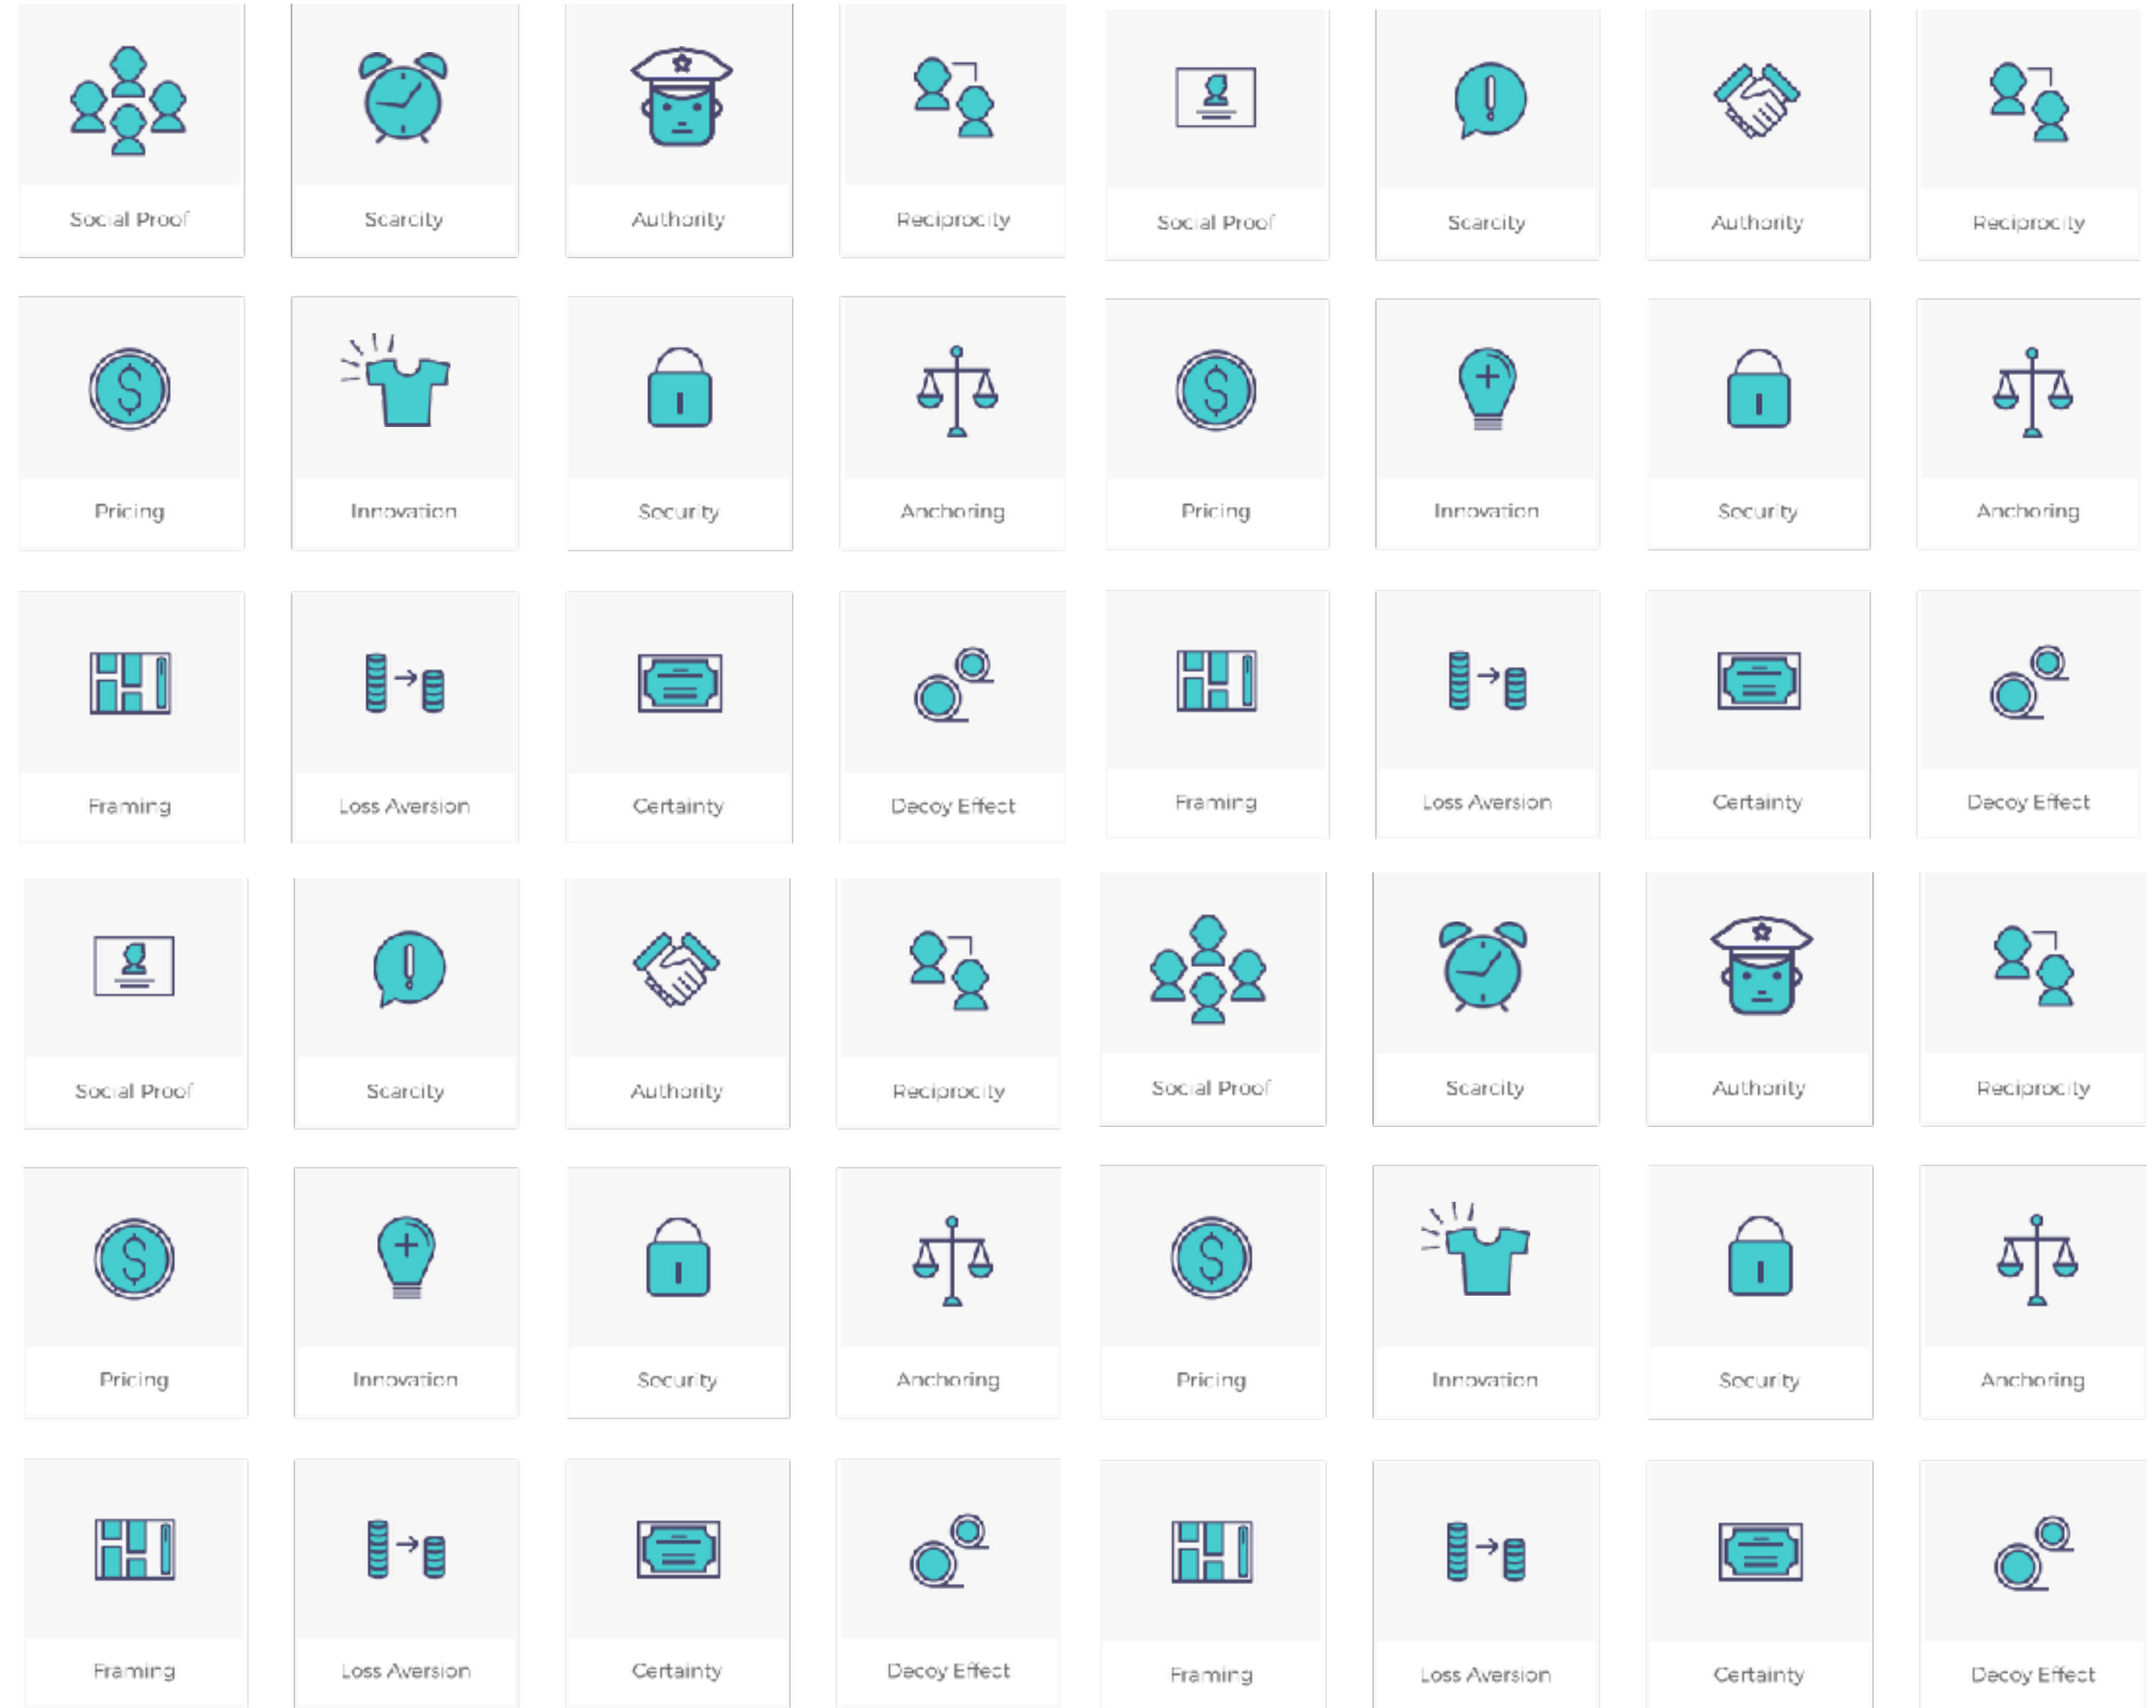 Social Proof Scarcity Authority Reciprocity Social Proof Scarcity Authority Reciprocity
Pricing Innovation Security Anchoring Pricing Innovation Security Anchoring
Framing Loss Aversion Certainty Decoy Effect Framing Loss Aversion Certainty Decoy Effect
Social Proof Scarcity Authority Reciprocity Social Proof Scarcity Authority Reciprocity
Pricing Innovation Security Anchoring Pricing Innovation Security Anchoring
Framing Loss Aversion Certainty Decoy Effect Framing Loss Aversion Certainty Decoy Effect